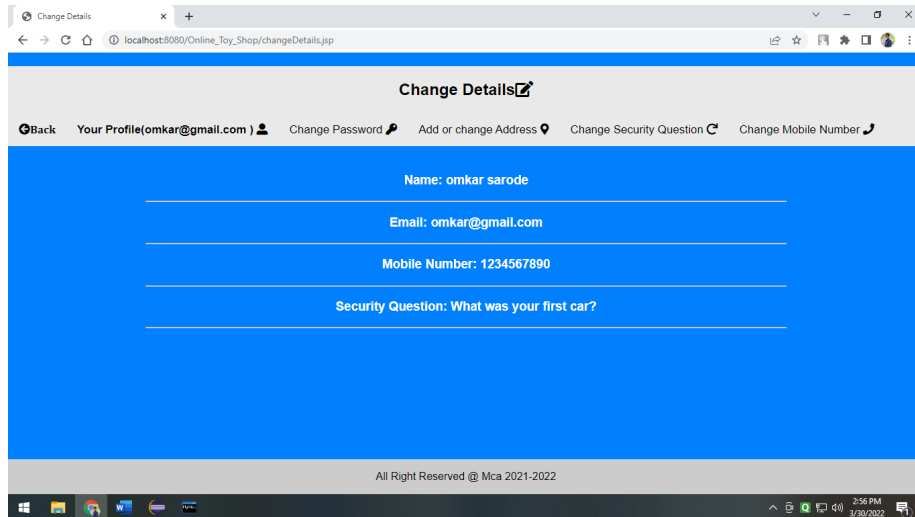 Change Details
localhost:8080/Online_Toy_Shop/changeDetails.jsp
Change Details
Back Your Profile(omkar@gmail.com ) Change Password Add or change Address Change Security Question Change Mobile Number
Name: omkar sarode
Email: omkar@gmail.com
Mobile Number: 1234567890
Security Question: What was your first car?
All Right Reserved @ Mca 2021-2022
2:56 PM
3/30/2022